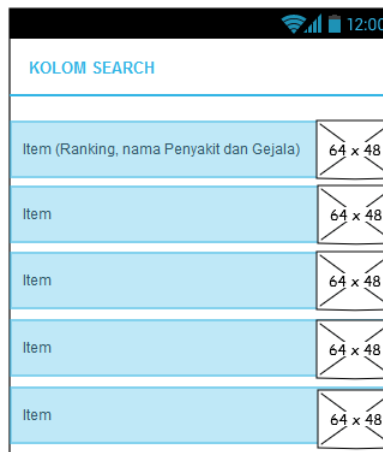 12:00
KOLOM SEARCH
Item (Ranking, nama Penyakit dan Gejala)
64 x 48
Item
64 x 48
Item
64 x 48
Item
64 x 48
Item
64 x 48